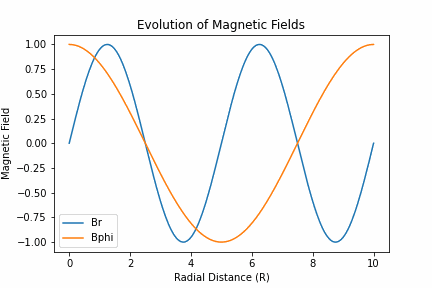 Evolution of Magnetic Fields
Magnetic Field
1.00
0.75
0.50
0.25
0.00
−0.25
−0.50
−0.75
−1.00
Br
Bphi
0 2 4 6 8 10
Radial Distance (R)